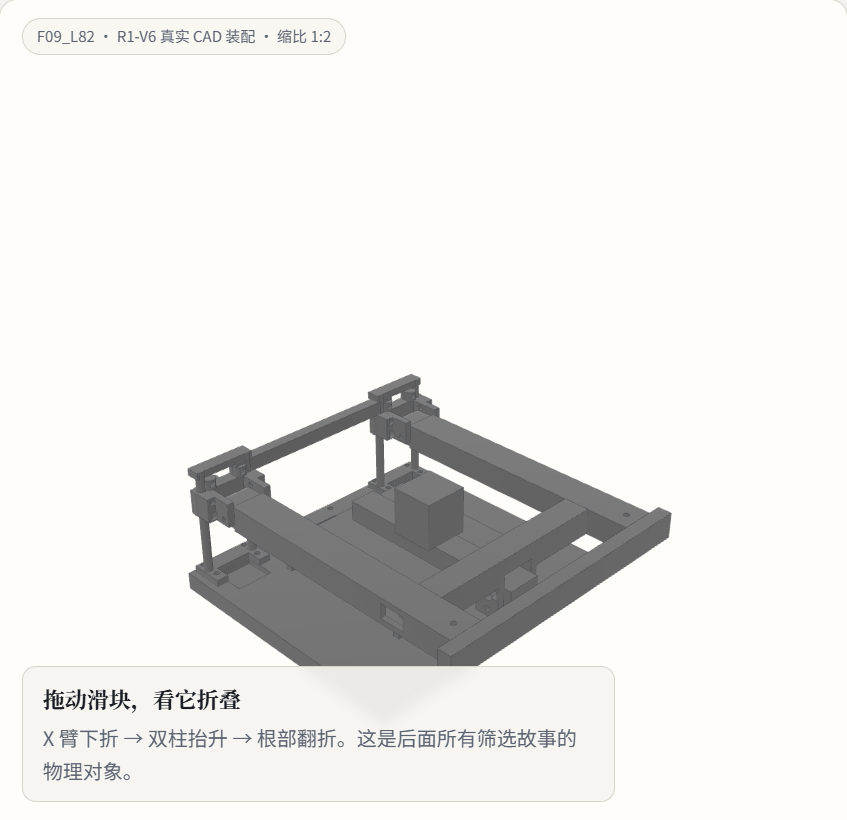 F09_L82 · R1-V6 真实 CAD 装配 · 缩比 1:2
拖动滑块，看它折叠
X 臂下折 → 双柱抬升 → 根部翻折。这是后面所有筛选故事的
物理对象。